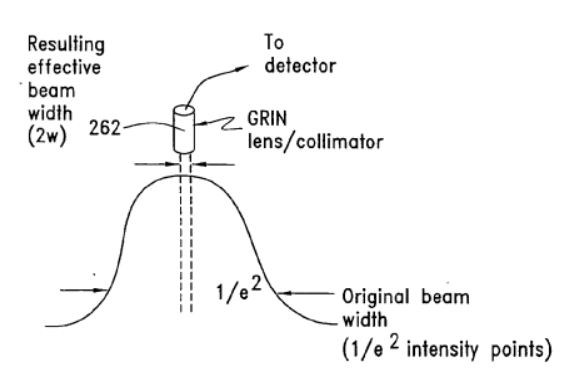 Resulting
effective
beam
width
(2w)
To
detector
262
GRIN
lens/collimator
1/e²
Original beam
width
(1/e² intensity points)